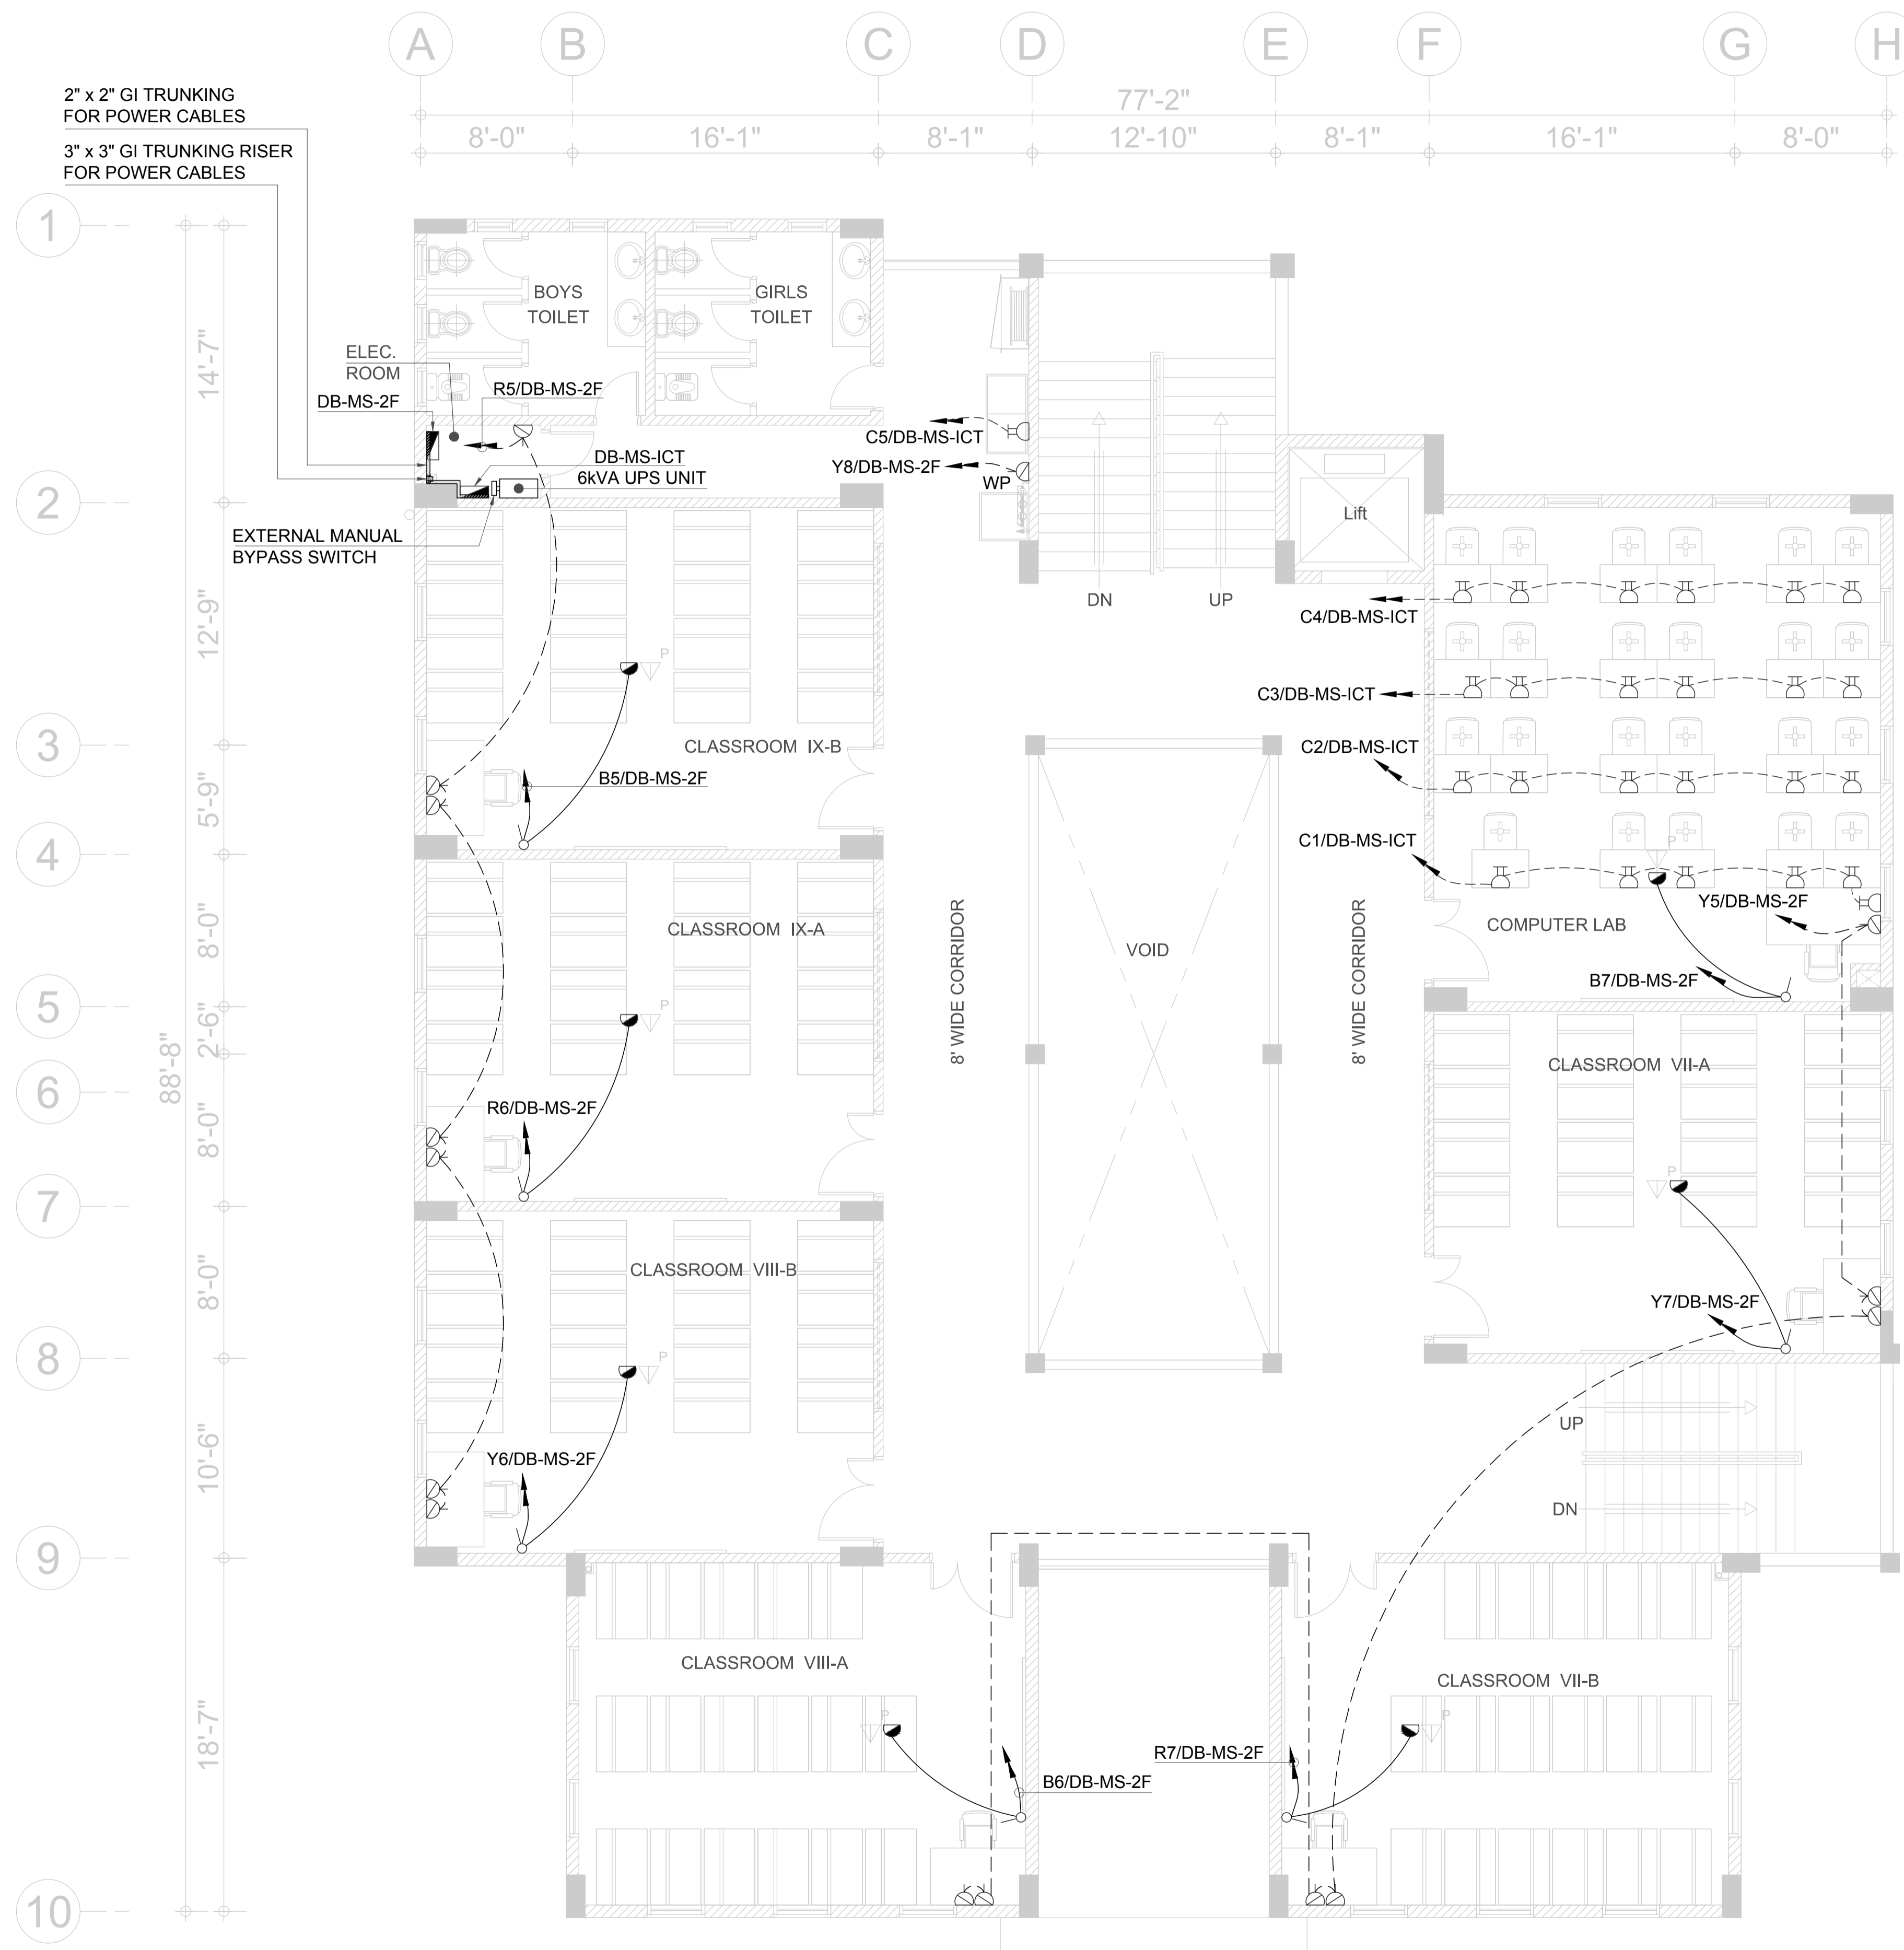 A
B
C
D
E
F
G
H
77'-2"
8'-0"
16'-1"
8'-1"
12'-10"
8'-1"
16'-1"
8'-0"
2" x 2" GI TRUNKING
FOR POWER CABLES
3" x 3" GI TRUNKING RISER
FOR POWER CABLES
1
2
3
4
5
6
7
8
9
10
88'-8"
14'-7"
12'-9"
5'-9"
8'-0"
2'-6"
8'-0"
8'-0"
10'-6"
18'-7"
BOYS
TOILET
GIRLS
TOILET
ELEC.
ROOM
DB-MS-2F
R5/DB-MS-2F
DB-MS-ICT
6kVA UPS UNIT
EXTERNAL MANUAL
BYPASS SWITCH
C5/DB-MS-ICT
Y8/DB-MS-2F
WP
DN
UP
Lift
C4/DB-MS-ICT
C3/DB-MS-ICT
C2/DB-MS-ICT
C1/DB-MS-ICT
P
Y5/DB-MS-2F
COMPUTER LAB
B7/DB-MS-2F
P
CLASSROOM IX-B
B5/DB-MS-2F
CLASSROOM IX-A
P
R6/DB-MS-2F
8' WIDE CORRIDOR
VOID
8' WIDE CORRIDOR
CLASSROOM VII-A
P
Y7/DB-MS-2F
CLASSROOM VIII-B
P
Y6/DB-MS-2F
UP
DN
CLASSROOM VIII-A
P
B6/DB-MS-2F
R7/DB-MS-2F
CLASSROOM VII-B
P